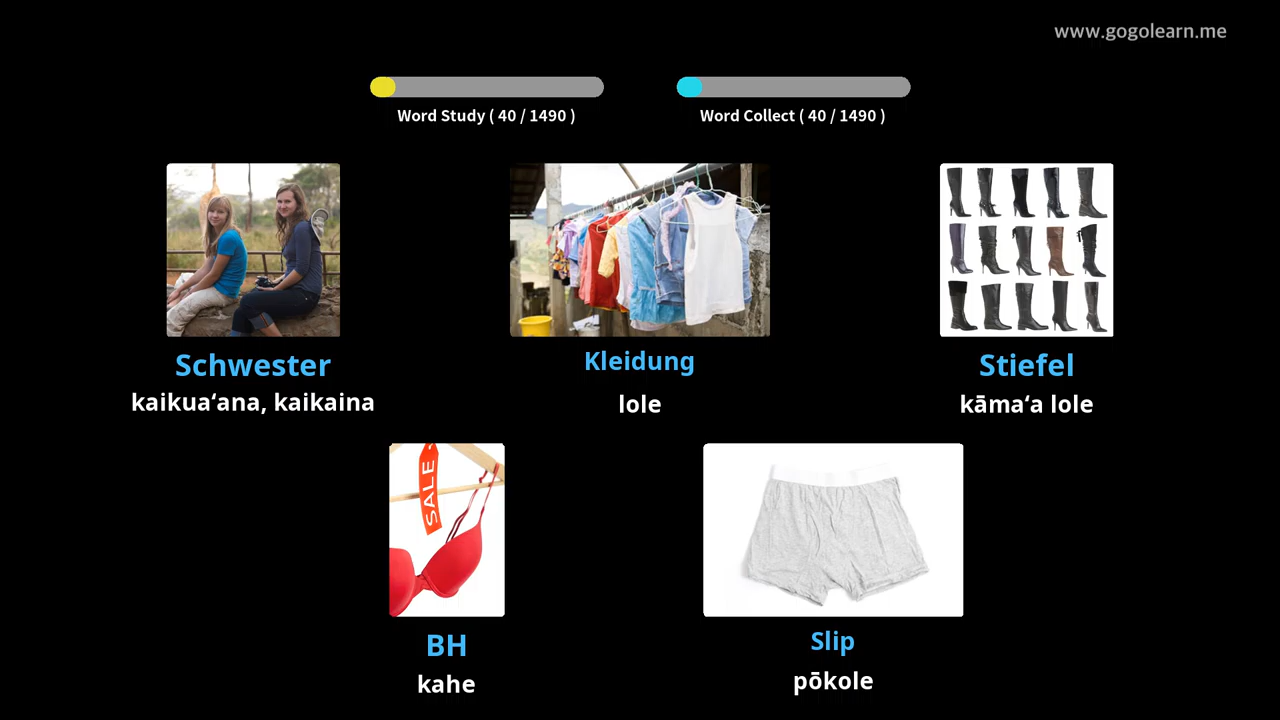 www.gogolearn.me
Word Study ( 40 / 1490 )
Word Collect ( 40 / 1490 )
Schwester
kaikuaʻana, kaikaina
Kleidung
lole
Stiefel
kāmaʻa lole
SALE
BH
kahe
Slip
pōkole